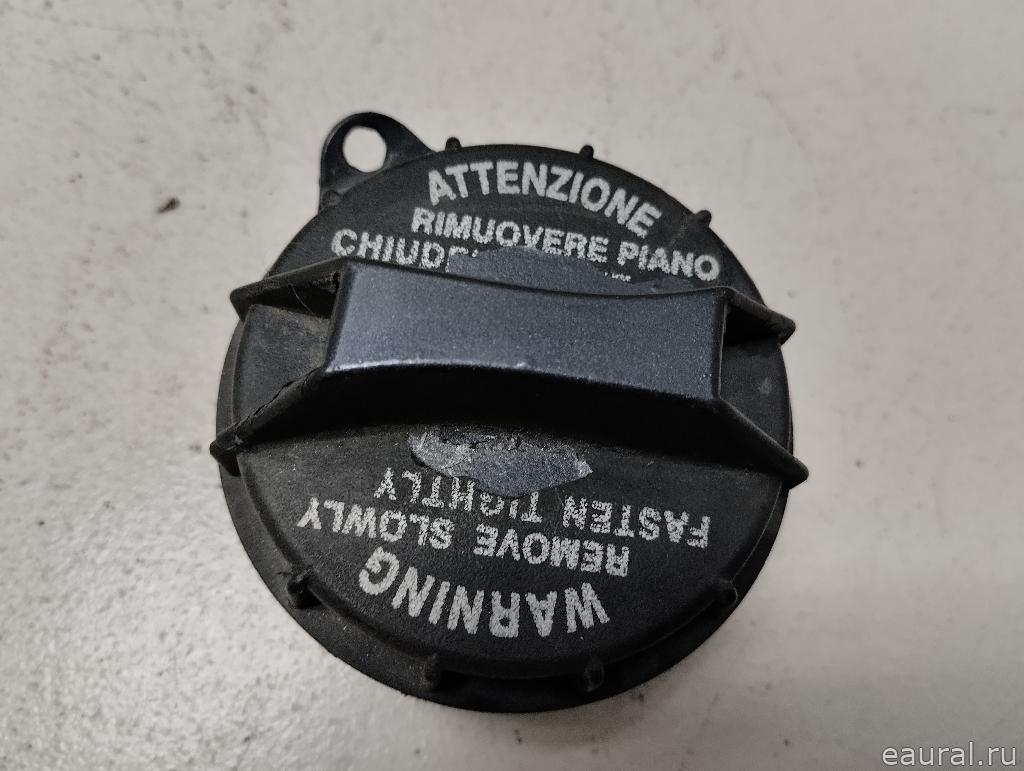 ATTENZIONE
RIMUOVERE PIANO
WARNING
REMOVE SLOWLY
FASTEN TIGHTLY
eaural.ru